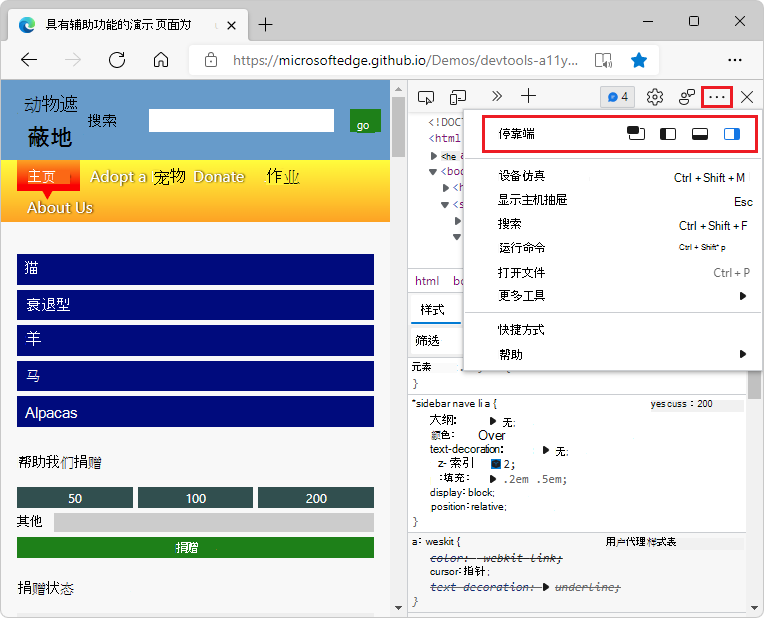 具有辅助功能的演示 页面为
https://microsoftedge.github.io/Demos/devtools-a11y...
动物遮
蔽地
搜索
go
主页
Adopt a 宠物
Donate
作业
About Us
猫
衰退型
羊
马
Alpacas
帮助我们捐赠
50
100
200
其他
捐赠
捐赠状态
4
<!DOC
<html
<he a
<bo
<h
<s
html
bo
样式
筛选
停靠端
设备仿真 Ctrl + Shift + M
显示主机抽屉 Esc
搜索 Ctrl + Shift + F
运行命令 Ctrl + Shift* p
打开文件 Ctrl + P
更多工具
快捷方式
帮助
元素
}
*sidebar nave li a { yes cuss：200
大纲: 无;
颜色： Over
text-decoration: 无;
z- 索引 2;
:填充： .2em .5em;
display: block;
position: relative;
}
a: weskit { 用户代理样式表
color: -webkit-link;
cursor: 指针;
text-decoration: underline;
}